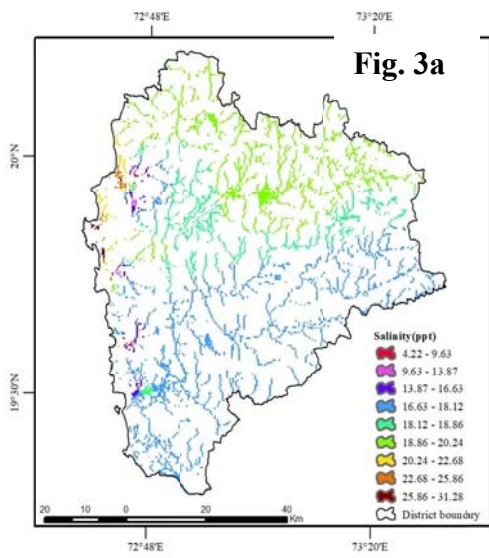 72°48'E 73°20'E
Fig. 3a
20°N
19°30'N
Salinity(ppt)
4.22 - 9.63
9.63 - 13.87
13.87 - 16.63
16.63 - 18.12
18.12 - 18.86
18.86 - 20.24
20.24 - 22.68
22.68 - 25.86
25.86 - 31.28
District boundary
20 10 0 20 40
Km
72°48'E 73°20'E